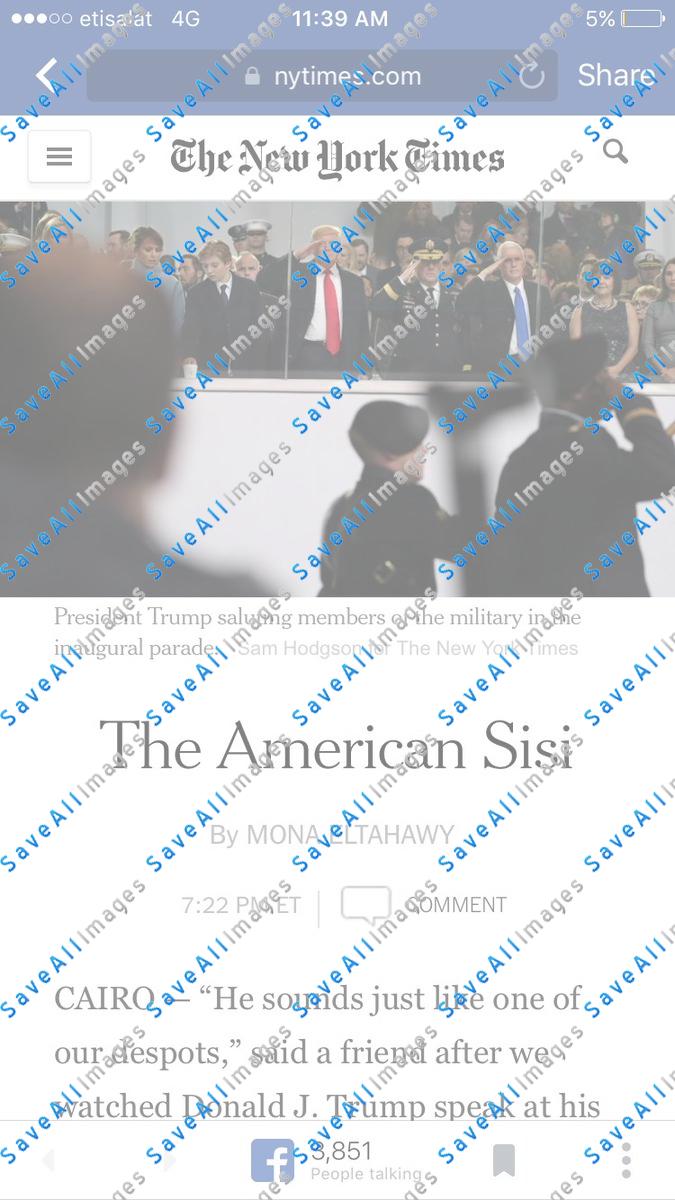 etisalat 4G 11:39 AM 5%
nytimes.com Share
The New York Times
President Trump saluting members of the military in the
inaugural parade. Sam Hodgson for The New York Times
The American Sisi
By MONA ELTAHAWY
7:22 PM ET | COMMENT
CAIRO — “He sounds just like one of
our despots,” said a friend after we
watched Donald J. Trump speak at his
3,851
People talking
SaveAllImages